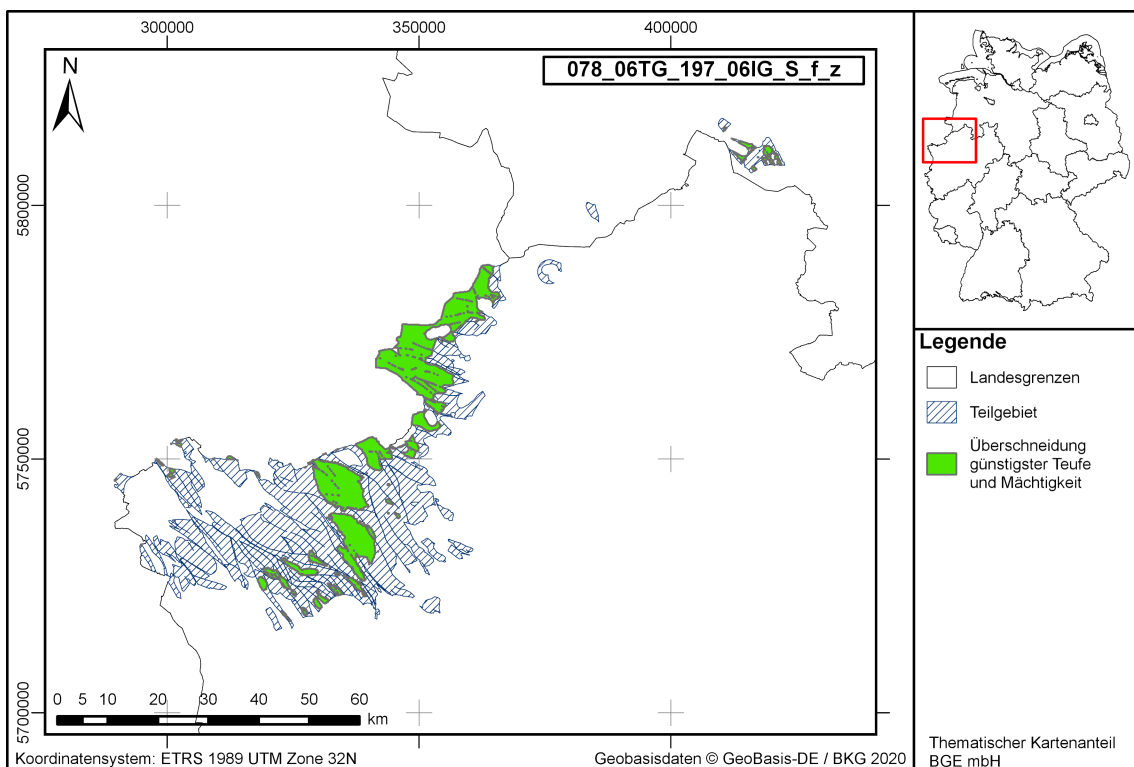 300000 350000 400000
078_06TG_197_06IG_S_f_z
N
5800000
5750000
5700000
0 5 10 20 30 40 50 60
km
Koordinatensystem: ETRS 1989 UTM Zone 32N
Geobasisdaten © GeoBasis-DE / BKG 2020
Legende
Landesgrenzen
Teilgebiet
Überschneidung
günstigster Teufe
und Mächtigkeit
Thematischer Kartenanteil
BGE mbH